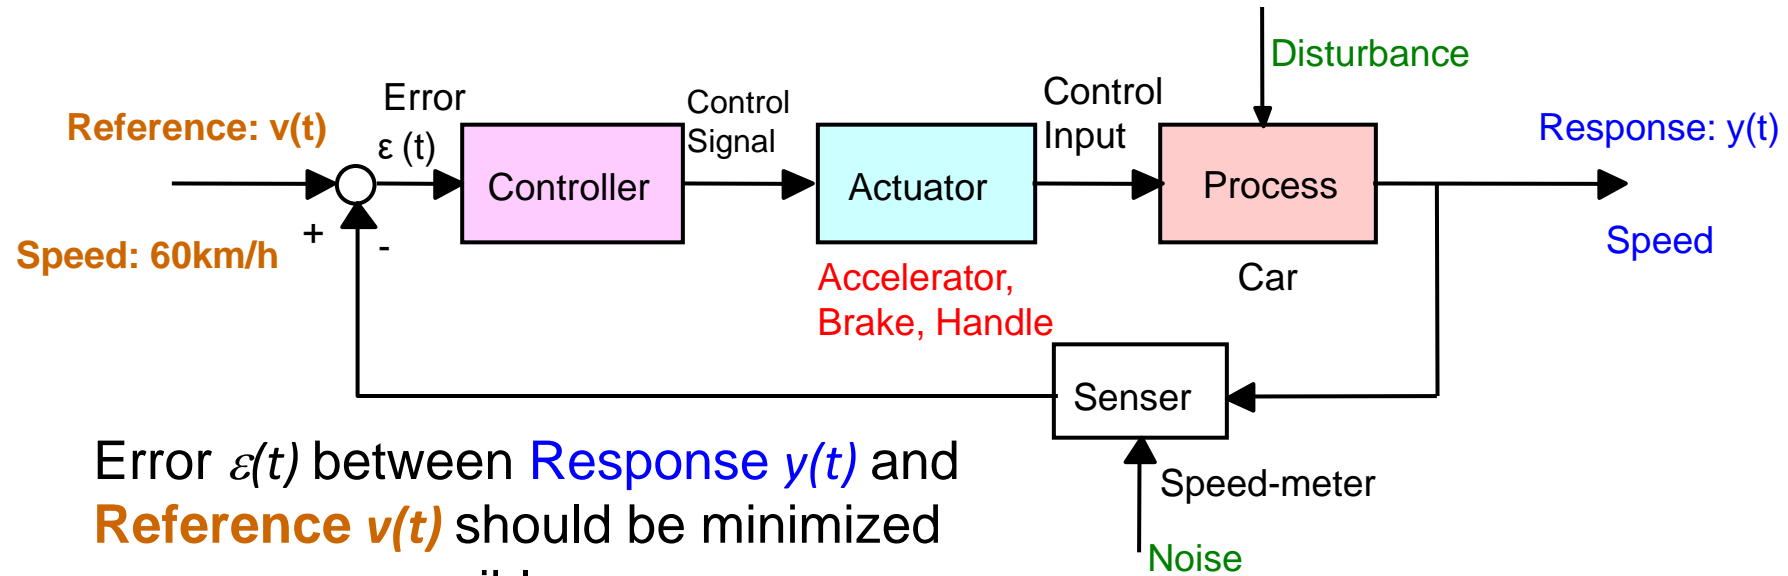 Disturbance
Error
Control
Signal
Control
Input
Reference: v(t)
ε (t)
Response: y(t)
Controller
Actuator
Process
+
-
Speed: 60km/h
Speed
Accelerator,
Brake, Handle
Car
Senser
Speed-meter
Noise
Error ε(t) between Response y(t) and
Reference v(t) should be minimized